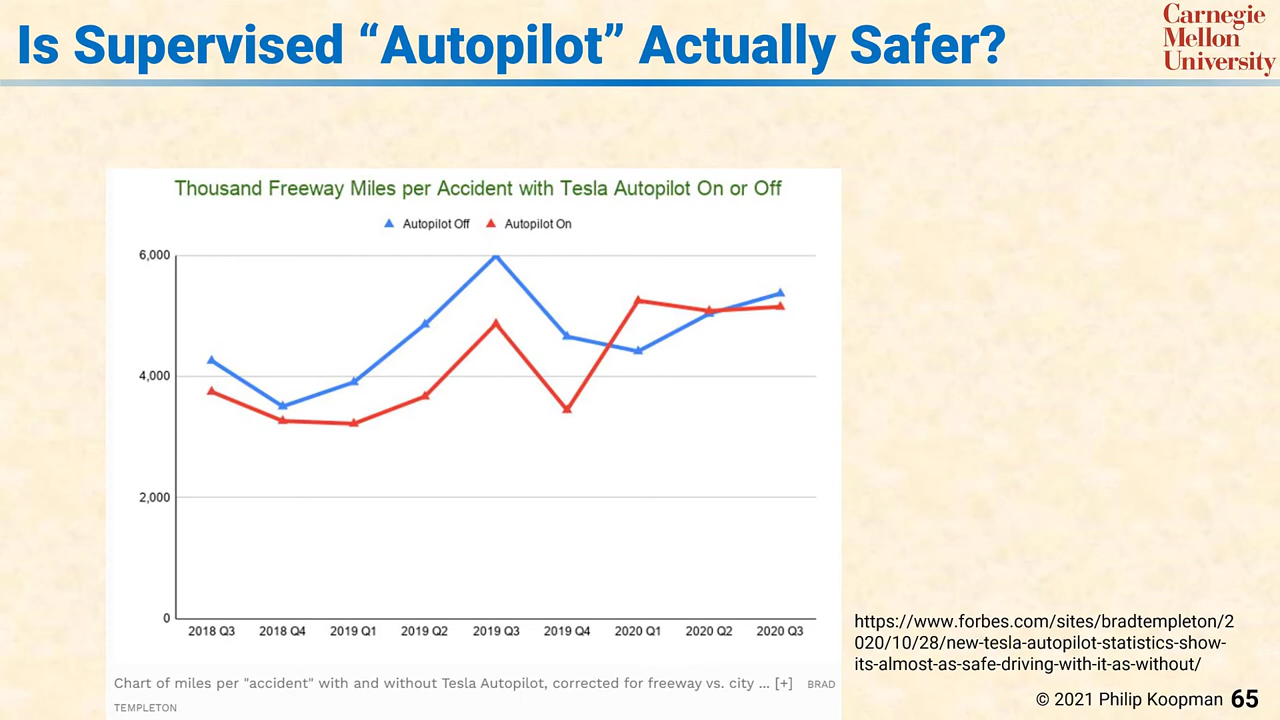 Is Supervised “Autopilot” Actually Safer?
Carnegie
Mellon
University
Thousand Freeway Miles per Accident with Tesla Autopilot On or Off
Autopilot Off
Autopilot On
6,000
4,000
2,000
0
2018 Q3
2018 Q4
2019 Q1
2019 Q2
2019 Q3
2019 Q4
2020 Q1
2020 Q2
2020 Q3
Chart of miles per "accident" with and without Tesla Autopilot, corrected for freeway vs. city ... [+] BRAD
TEMPLETON
https://www.forbes.com/sites/bradtempleton/2
020/10/28/new-tesla-autopilot-statistics-show-
its-almost-as-safe-driving-with-it-as-without/
© 2021 Philip Koopman 65